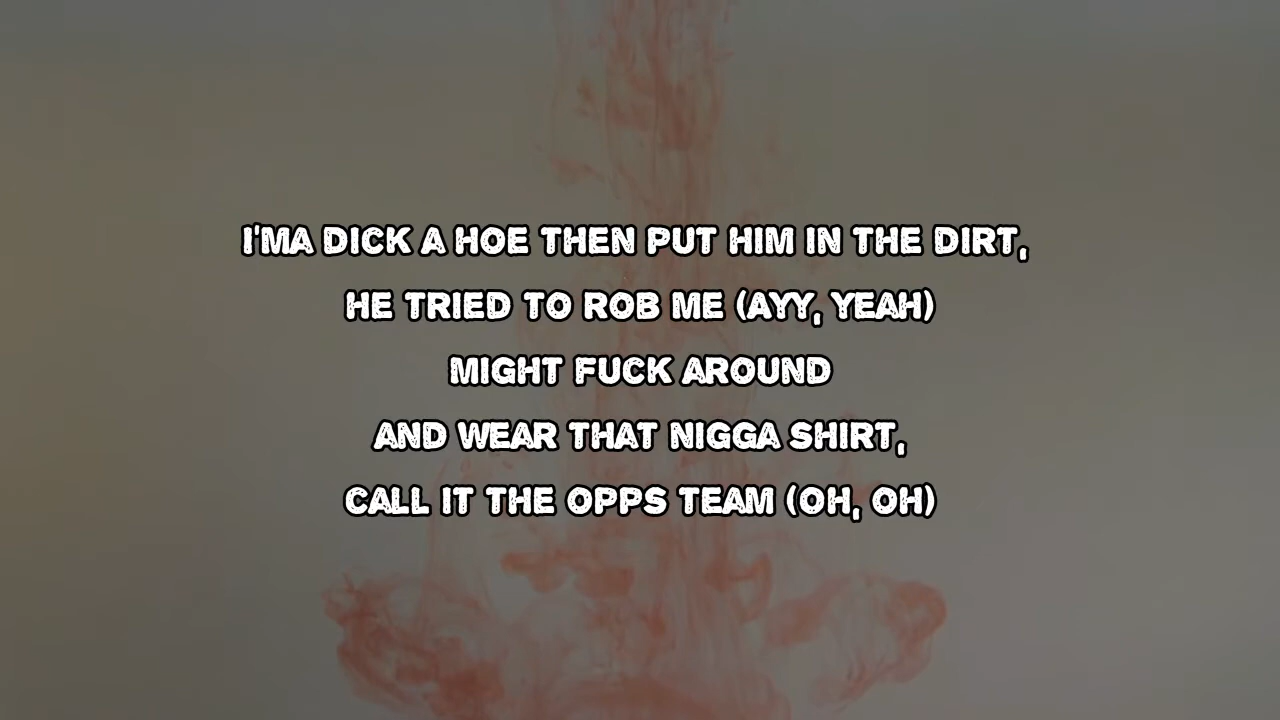 I'MA DICK A HOE THEN PUT HIM IN THE DIRT,
HE TRIED TO ROB ME (AYY, YEAH)
MIGHT FUCK AROUND
AND WEAR THAT NIGGA SHIRT,
CALL IT THE OPPS TEAM (OH, OH)